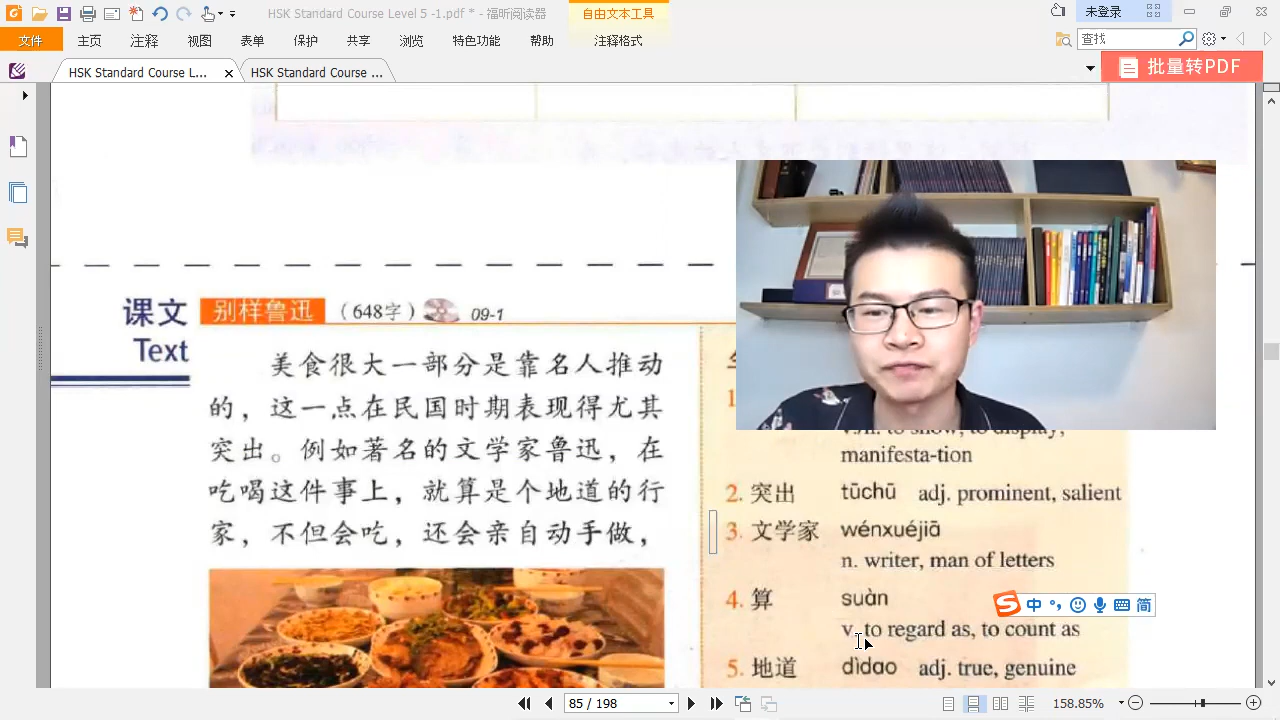 HSK Standard Course Level 5 -1.pdf * - 福昕阅读器
自由文本工具
未登录
文件
主页
注释
视图
表单
保护
共享
浏览
特色功能
帮助
注释格式
查找
HSK Standard Course L...
HSK Standard Course ...
批量转PDF
课文
Text
别样鲁迅
（648字）
09-1
美食很大一部分是靠名人推动
的，这一点在民国时期表现得尤其
突出。例如著名的文学家鲁迅，在
吃喝这件事上，就算是个地道的行
家，不但会吃，还会亲自动手做，
1.
v./n. to show, to display;
manifesta-tion
2. 突出 tūchū adj. prominent, salient
3. 文学家 wénxuéjiā
n. writer, man of letters
4. 算 suàn
v. to regard as, to count as
5. 地道 dìdao adj. true, genuine
中 简
85 / 198
158.85%